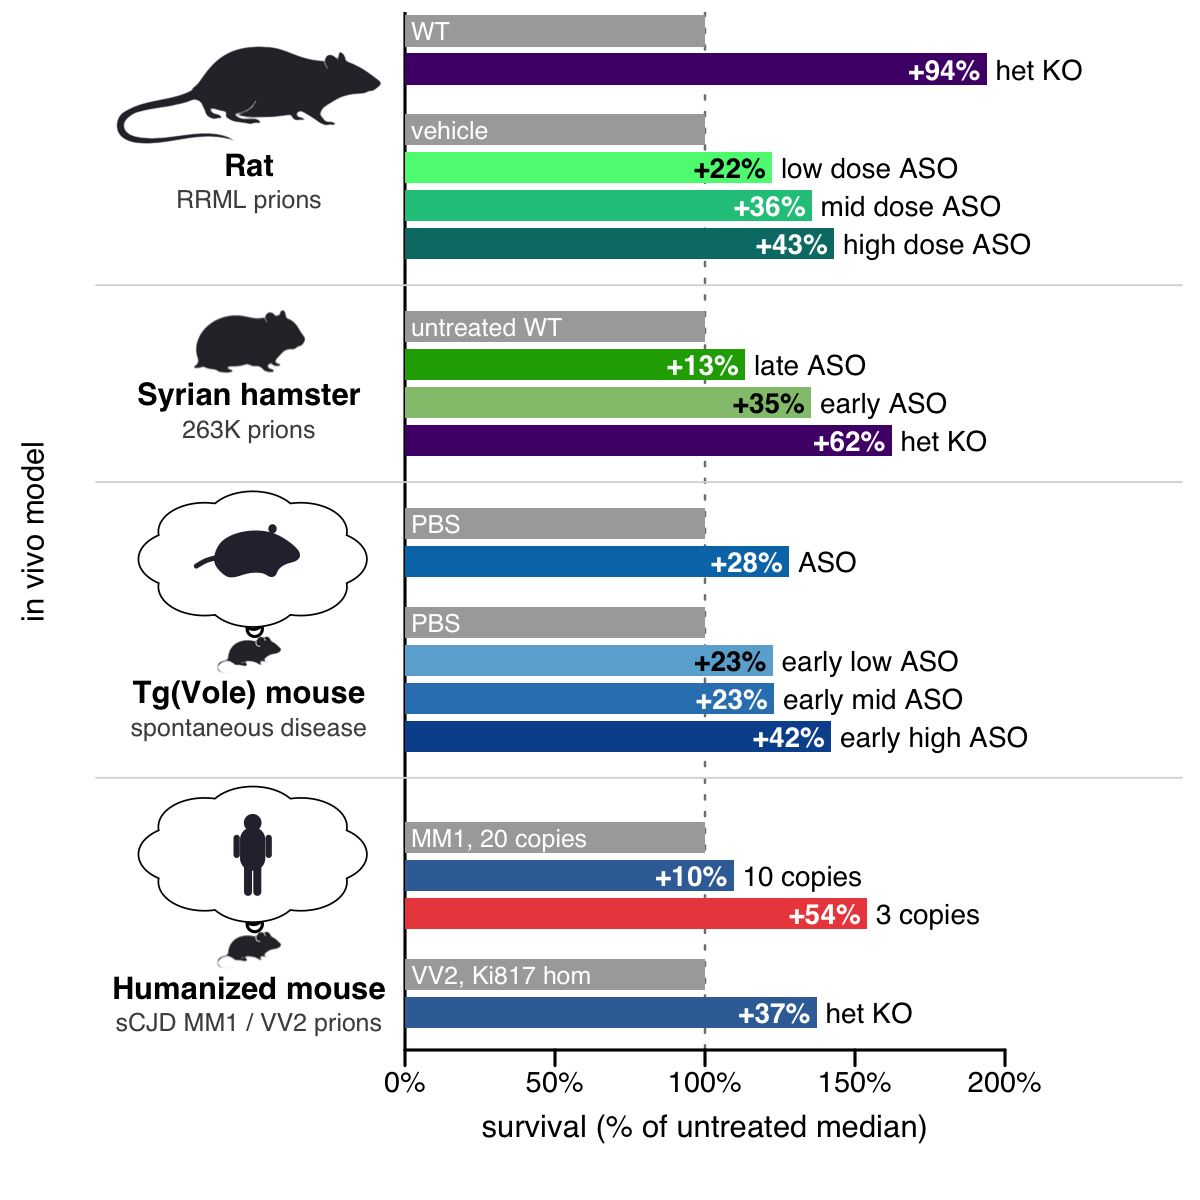 in vivo model
Rat
RRML prions
WT
+94% het KO
vehicle
+22% low dose ASO
+36% mid dose ASO
+43% high dose ASO
Syrian hamster
263K prions
untreated WT
+13% late ASO
+35% early ASO
+62% het KO
Tg(Vole) mouse
spontaneous disease
PBS
+28% ASO
PBS
+23% early low ASO
+23% early mid ASO
+42% early high ASO
Humanized mouse
sCJD MM1 / VV2 prions
MM1, 20 copies
+10% 10 copies
+54% 3 copies
VV2, Ki817 hom
+37% het KO
0% 50% 100% 150% 200%
survival (% of untreated median)